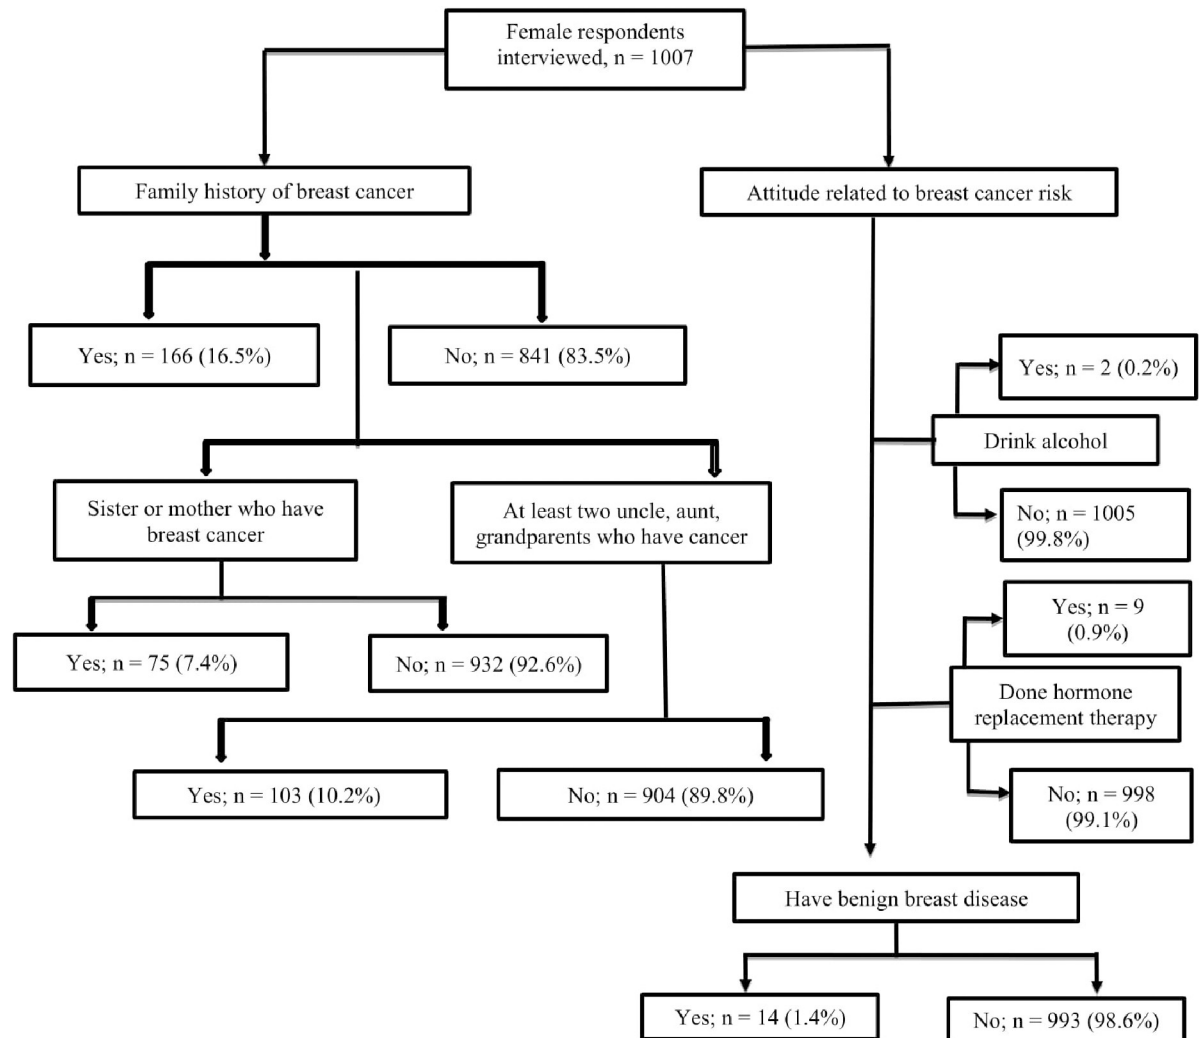 Female respondents
interviewed, n = 1007
Family history of breast cancer
Attitude related to breast cancer risk
Yes; n = 166 (16.5%)
No; n = 841 (83.5%)
Yes; n = 2 (0.2%)
Drink alcohol
No; n = 1005
(99.8%)
Sister or mother who have
breast cancer
At least two uncle, aunt,
grandparents who have cancer
Yes; n = 75 (7.4%)
No; n = 932 (92.6%)
Yes; n = 9
(0.9%)
Done hormone
replacement therapy
No; n = 998
(99.1%)
Yes; n = 103 (10.2%)
No; n = 904 (89.8%)
Have benign breast disease
Yes; n = 14 (1.4%)
No; n = 993 (98.6%)